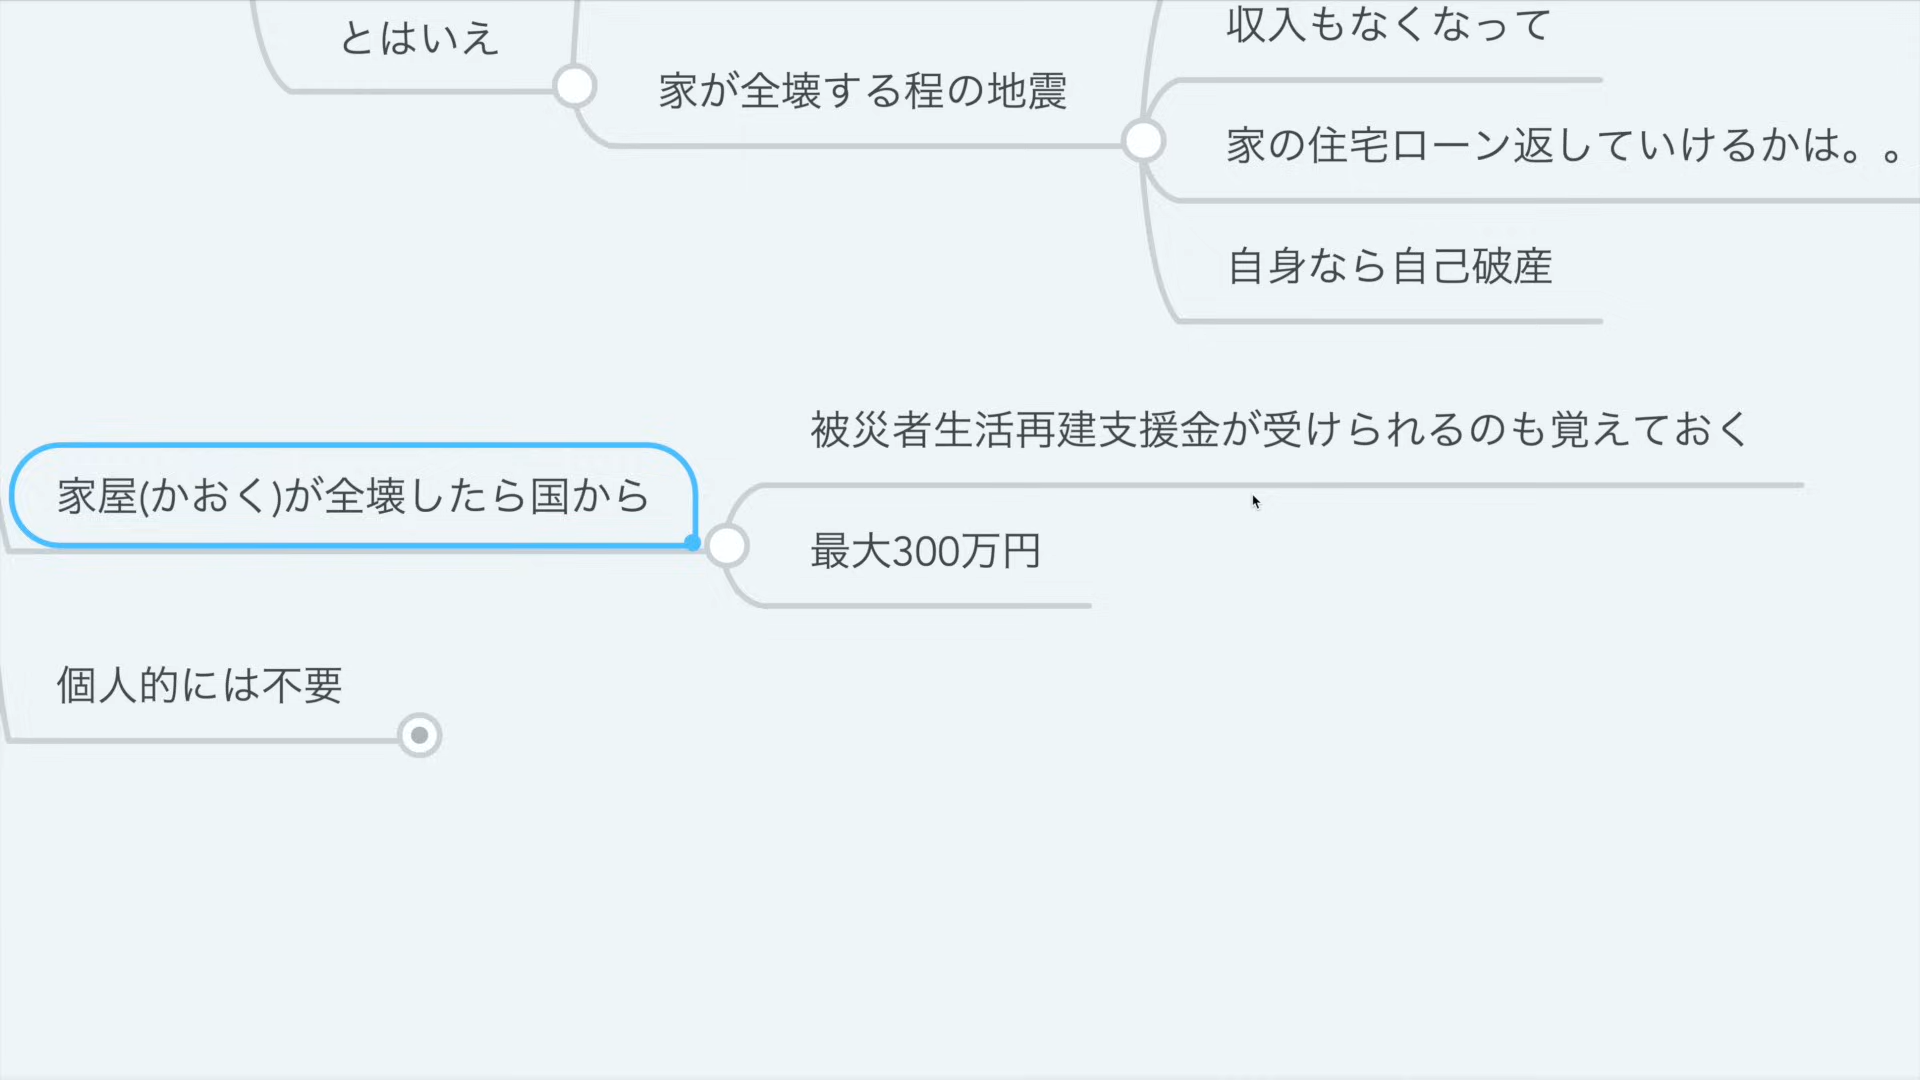 とはいえ
家が全壊する程の地震
収入もなくなって
家の住宅ローン返していけるかは。。
自身なら自己破産
家屋(かおく)が全壊したら国から
被災者生活再建支援金が受けられるのも覚えておく
最大300万円
個人的には不要